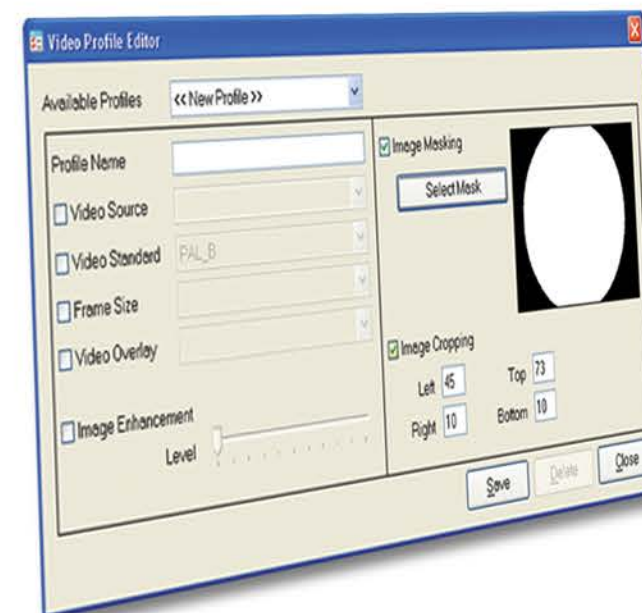 Video Profile Editor
Available Profiles << New Profile >>
Profile Name
Video Source
Video Standard PAL_B
Frame Size
Video Overlay
Image Enhancement
Level
Image Masking
Select Mask
Image Cropping
Left 45 Top 73
Right 10 Bottom 10
Save Delete Close